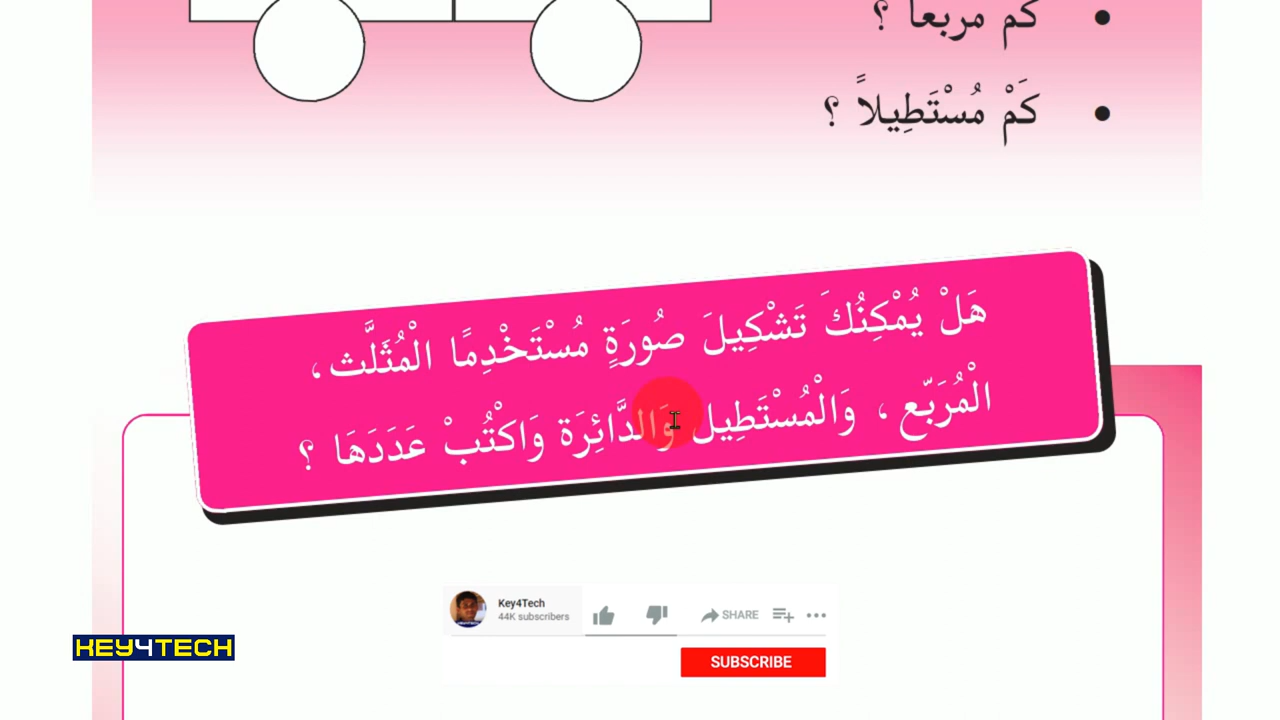 كم مربعا ؟
كَمْ مُسْتَطِيلاً ؟
هَلْ يُمْكِنُكَ تَشْكِيلَ صُورَةٍ مُسْتَخْدِمًا الْمُثَلَّث ،
الْمُرَبّع ، وَالْمُسْتَطِيل وَالدَّائِرَة وَاكْتُبْ عَدَدَهَا ؟
Key4Tech
44K subscribers
SHARE
SUBSCRIBE
KEY4TECH